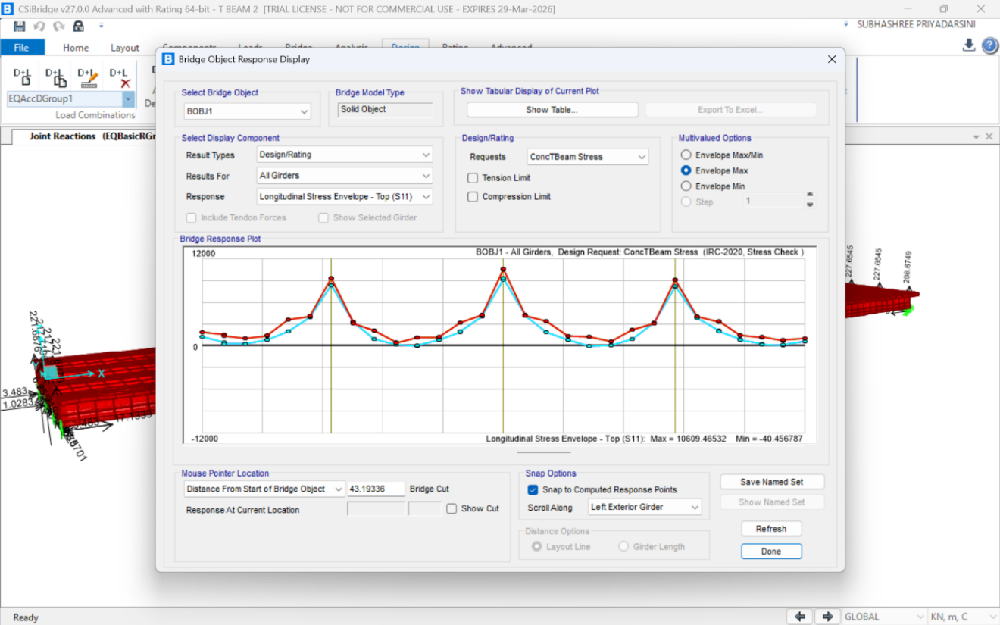 CSiBridge v27.0.0 Advanced with Rating 64-bit - T BEAM 2 [TRIAL LICENSE - NOT FOR COMMERCIAL USE - EXPIRES 29-Mar-2026]
SUBHASHREE PRIYADARSINI
File Home Layout Components Loads Bridge Analysis Design Rating Advanced
D+L D+L D+L D+L
EQAccDGroup1
Load Combinations
Joint Reactions (EQBasicRGr
Bridge Object Response Display
Select Bridge Object
BOBJ1
Bridge Model Type
Solid Object
Show Tabular Display of Current Plot
Show Table...
Export To Excel...
Select Display Component
Result Types Design/Rating
Results For All Girders
Response Longitudinal Stress Envelope - Top (S11)
Include Tendon Forces Show Selected Girder
Design/Rating
Requests ConcTBeam Stress
Tension Limit
Compression Limit
Multivalued Options
Envelope Max/Min
Envelope Max
Envelope Min
Step 1
Bridge Response Plot
12000
BOBJ1 - All Girders, Design Request: ConcTBeam Stress (IRC-2020, Stress Check )
0
-12000
Longitudinal Stress Envelope - Top (S11): Max = 10609.46532 Min = -40.456787
Mouse Pointer Location
Distance From Start of Bridge Object 43.19336 Bridge Cut
Response At Current Location Show Cut
Snap Options
Snap to Computed Response Points
Scroll Along Left Exterior Girder
Distance Options
Layout Line Girder Length
Save Named Set
Show Named Set
Refresh
Done
227.6545
227.6545
208.6749
X
3.483
1.0283
Ready
GLOBAL
KN, m, C